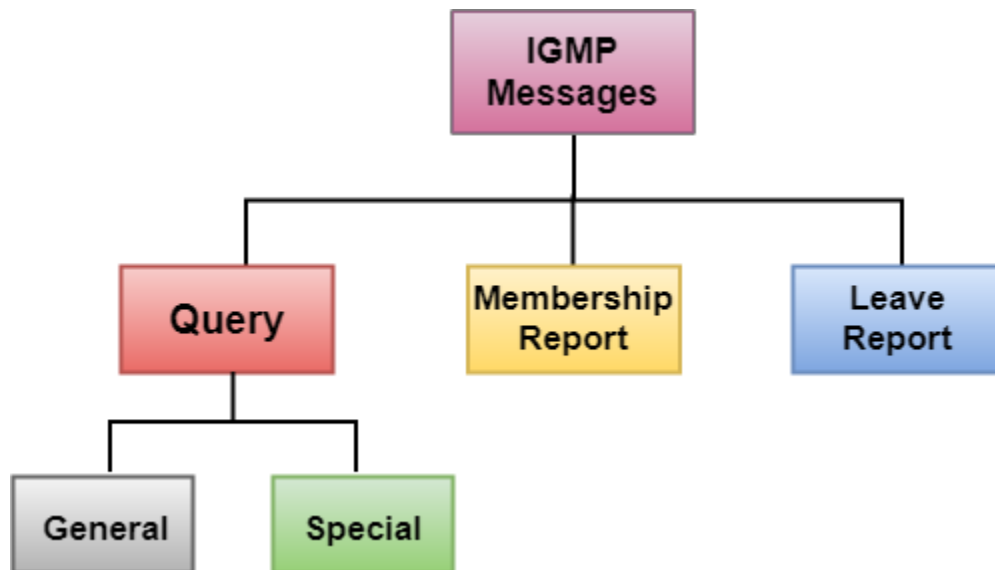 IGMP
Messages
Query
Membership
Report
Leave
Report
General
Special